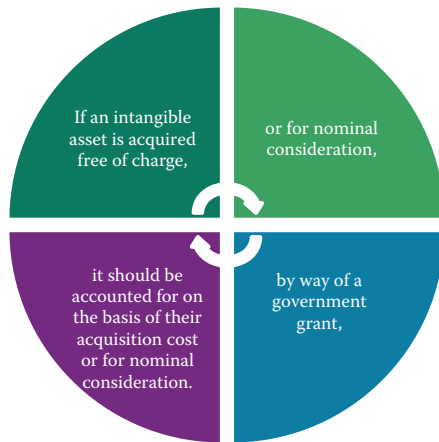 If an intangible
asset is acquired
free of charge,
or for nominal
consideration,
by way of a
government
grant,
it should be
accounted for on
the basis of their
acquisition cost
or for nominal
consideration.